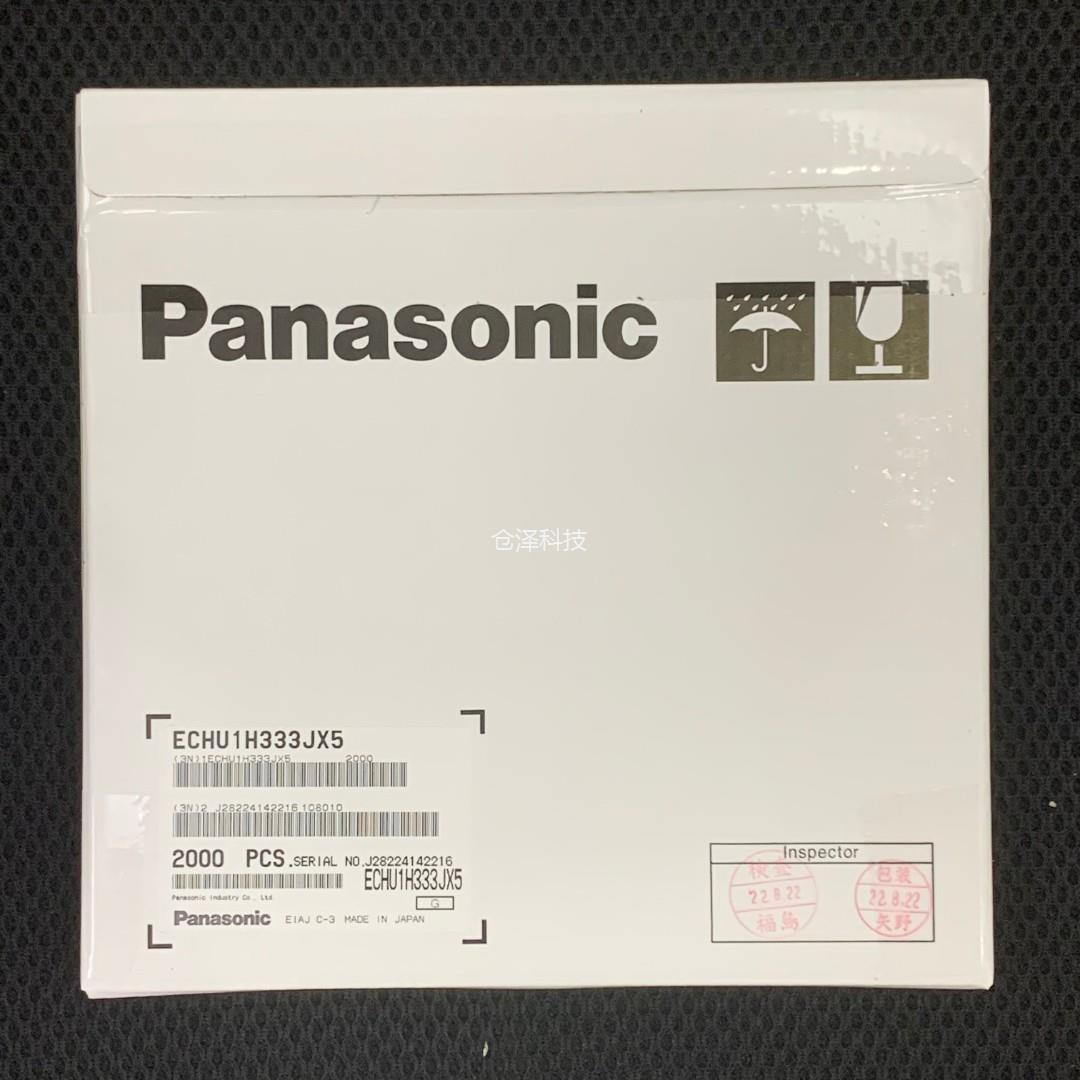 Panasonic
仓泽科技
ECHU1H333JX5
(3N)1ECHU1H333JX5 2000
(3N)2 J28224142216108010
2000 PCS.SERIAL NO.J28224142216
ECHU1H333JX5
Panasonic Industry Co., Ltd.
G
Panasonic EIAJ C-3 MADE IN JAPAN
Inspector
検査
22.8.22
福島
包装
22.8.22
矢野